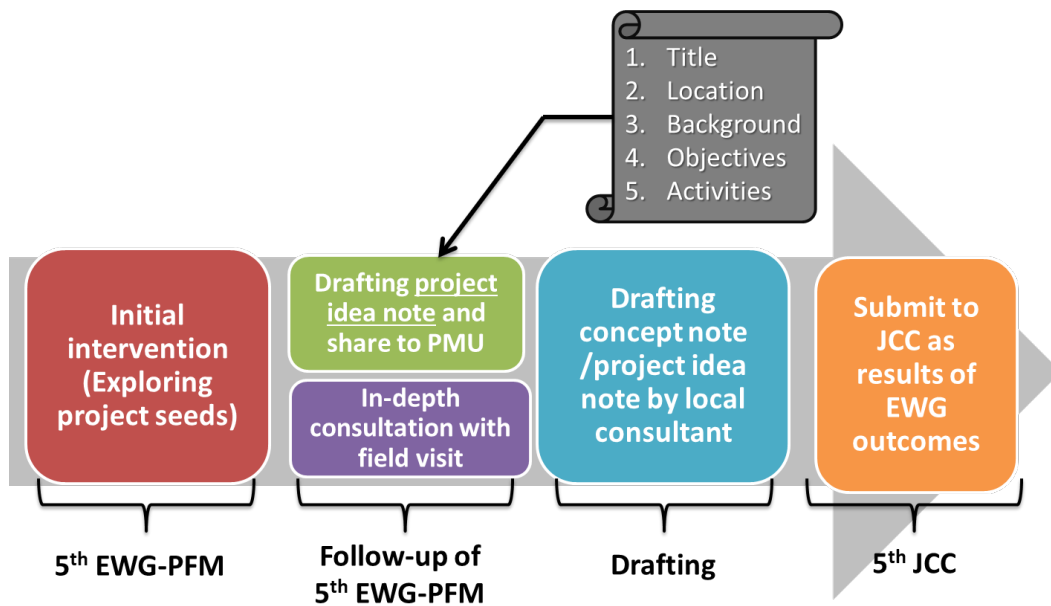 1. Title
2. Location
3. Background
4. Objectives
5. Activities
Initial
intervention
(Exploring
project seeds)
Drafting project
idea note and
share to PMU
In-depth
consultation with
field visit
Drafting
concept note
/project idea
note by local
consultant
Submit to
JCC as
results of
EWG
outcomes
5th EWG-PFM
Follow-up of
5th EWG-PFM
Drafting
5th JCC